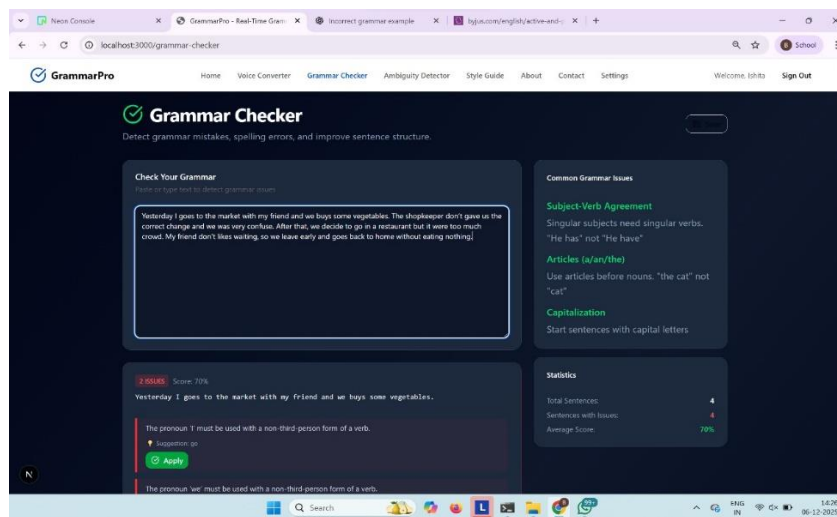 Neon Console
GrammarPro - Real-Time Gram
Incorrect grammar example
byjus.com/english/active-and-p
localhost:3000/grammar-checker
School
GrammarPro
Home Voice Converter Grammar Checker Ambiguity Detector Style Guide About Contact Settings
Welcome, Ishita Sign Out
Grammar Checker
Detect grammar mistakes, spelling errors, and improve sentence structure.
Check Your Grammar
Paste or type text to detect grammar issues
Yesterday I goes to the market with my friend and we buys some vegetables. The shopkeeper don't gave us the
correct change and we was very confuse. After that, we decide to go in a restaurant but it were too much
crowd. My friend don't likes waiting, so we leave early and goes back to home without eating nothing.
2 ISSUES Score: 70%
Yesterday I goes to the market with my friend and we buys some vegetables.
The pronoun 'I' must be used with a non-third-person form of a verb.
Suggestion: go
Apply
The pronoun 'we' must be used with a non-third-person form of a verb.
Common Grammar Issues
Subject-Verb Agreement
Singular subjects need singular verbs.
"He has" not "He have"
Articles (a/an/the)
Use articles before nouns. "the cat" not
"cat"
Capitalization
Start sentences with capital letters
Statistics
Total Sentences: 4
Sentences with Issues: 4
Average Score: 70%
N
Search
L
99+
ENG
IN
14:26